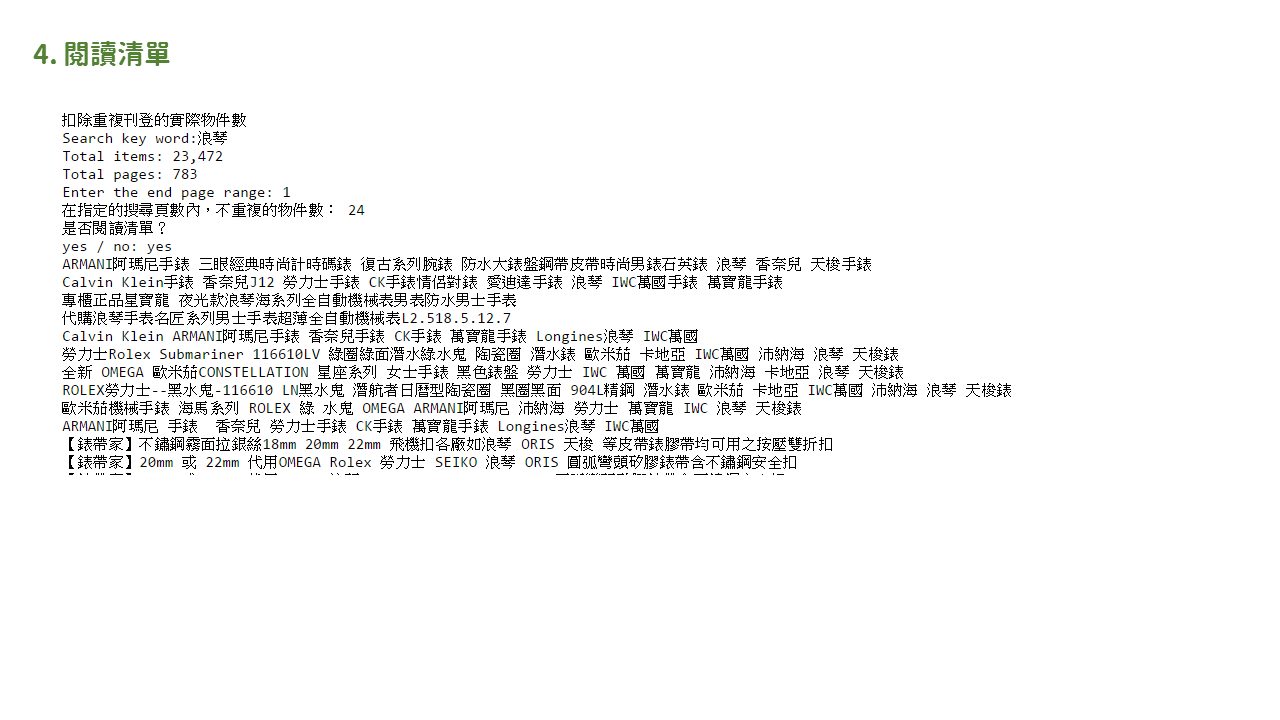 4. 閱讀清單
扣除重複刊登的實際物件數
Search key word:浪琴
Total items: 23,472
Total pages: 783
Enter the end page range: 1
在指定的搜尋頁數內，不重複的物件數： 24
是否閱讀清單？
yes / no: yes
ARMANI阿瑪尼手錶 三眼經典時尚計時碼錶 復古系列腕錶 防水大錶盤鋼帶皮帶時尚男錶石英錶 浪琴 香奈兒 天梭手錶
Calvin Klein手錶 香奈兒J12 勞力士手錶 CK手錶情侶對錶 愛迪達手錶 浪琴 IWC萬國手錶 萬寶龍手錶
專櫃正品星寶龍 夜光款浪琴海系列全自動機械表男表防水男士手表
代購浪琴手表名匠系列男士手表超薄全自動機械表L2.518.5.12.7
Calvin Klein ARMANI阿瑪尼手錶 香奈兒手錶 CK手錶 萬寶龍手錶 Longines浪琴 IWC萬國
勞力士Rolex Submariner 116610LV 綠圈綠面潛水綠水鬼 陶瓷圈 潛水錶 歐米茄 卡地亞 IWC萬國 沛納海 浪琴 天梭錶
全新 OMEGA 歐米茄CONSTELLATION 星座系列 女士手錶 黑色錶盤 勞力士 IWC 萬國 萬寶龍 沛納海 卡地亞 浪琴 天梭錶
ROLEX勞力士--黑水鬼-116610 LN黑水鬼 潛航者日曆型陶瓷圈 黑圈黑面 904L精鋼 潛水錶 歐米茄 卡地亞 IWC萬國 沛納海 浪琴 天梭錶
歐米茄機械手錶 海馬系列 ROLEX 綠 水鬼 OMEGA ARMANI阿瑪尼 沛納海 勞力士 萬寶龍 IWC 浪琴 天梭錶
ARMANI阿瑪尼 手錶  香奈兒 勞力士手錶 CK手錶 萬寶龍手錶 Longines浪琴 IWC萬國
【錶帶家】不鏽鋼霧面拉銀絲18mm 20mm 22mm 飛機扣各廠如浪琴 ORIS 天梭 等皮帶錶膠帶均可用之按壓雙折扣
【錶帶家】20mm 或 22mm 代用OMEGA Rolex 勞力士 SEIKO 浪琴 ORIS 圓弧彎頭矽膠錶帶含不鏽鋼安全扣